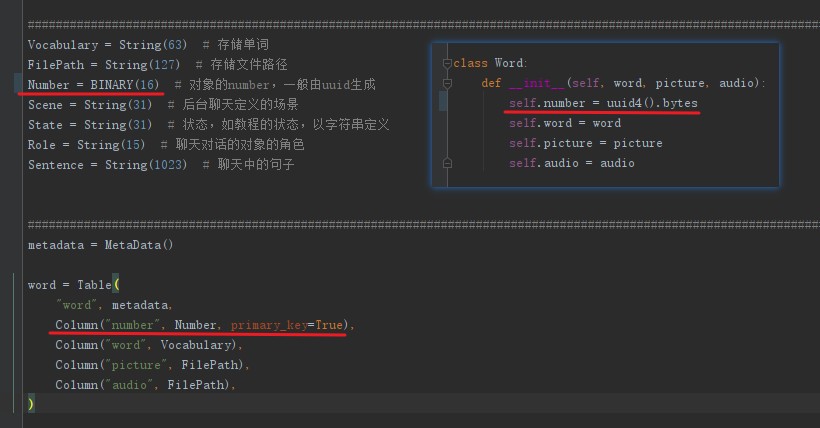 ################################################################################################################
Vocabulary = String(63)  # 存储单词
FilePath = String(127)  # 存储文件路径
Number = BINARY(16)  # 对象的number，一般由uuid生成
Scene = String(31)  # 后台聊天定义的场景
State = String(31)  # 状态，如教程的状态，以字符串定义
Role = String(15)  # 聊天对话的对象的角色
Sentence = String(1023)  # 聊天中的句子
class Word:
def __init__(self, word, picture, audio):
self.number = uuid4().bytes
self.word = word
self.picture = picture
self.audio = audio
################################################################################################################
metadata = MetaData()
word = Table(
"word", metadata,
Column("number", Number, primary_key=True),
Column("word", Vocabulary),
Column("picture", FilePath),
Column("audio", FilePath),
)